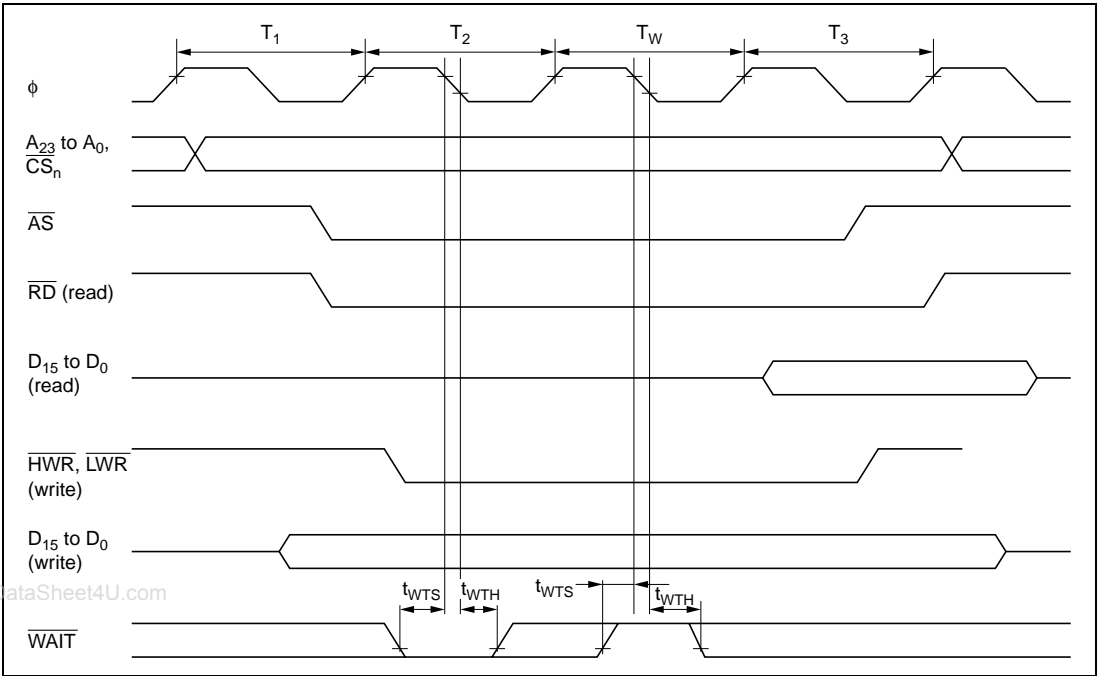 T1 T2 TW T3
ϕ
A23 to A0,
CSn
AS
RD (read)
D15 to D0
(read)
HWR, LWR
(write)
D15 to D0
(write)
tWTS tWTH tWTS tWTH
WAIT
ataSheet4U.com